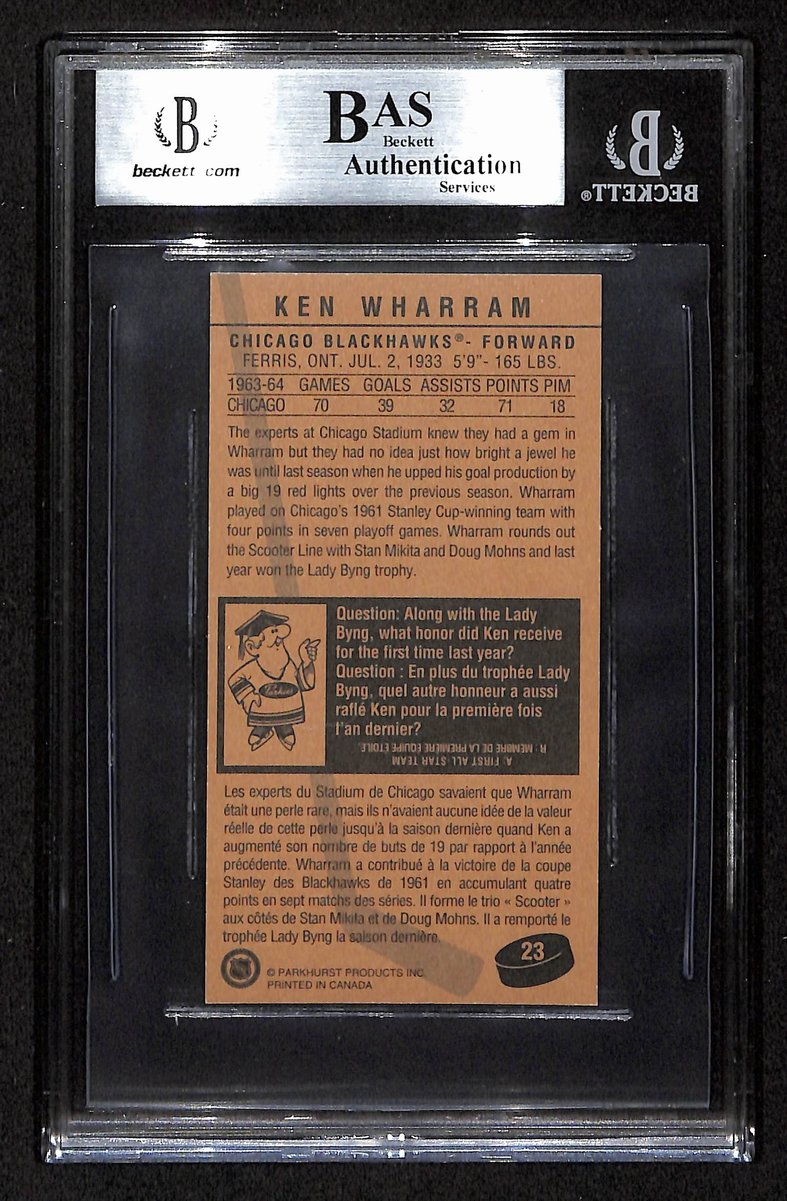 B
beckett.com
BAS
Beckett
Authentication
Services
B
BECKETT®
KEN WHARRAM
CHICAGO BLACKHAWKS®- FORWARD
FERRIS, ONT. JUL. 2, 1933 5'9"- 165 LBS.
1963-64 GAMES GOALS ASSISTS POINTS PIM
CHICAGO 70 39 32 71 18
The experts at Chicago Stadium knew they had a gem in
Wharram but they had no idea just how bright a jewel he
was until last season when he upped his goal production by
a big 19 red lights over the previous season. Wharram
played on Chicago's 1961 Stanley Cup-winning team with
four points in seven playoff games. Wharram rounds out
the Scooter Line with Stan Mikita and Doug Mohns and last
year won the Lady Byng trophy.
Parkies
Question: Along with the Lady
Byng, what honor did Ken receive
for the first time last year?
Question : En plus du trophée Lady
Byng, quel autre honneur a aussi
raflé Ken pour la première fois
l'an dernier?
A: FIRST ALL-STAR TEAM
R: MEMBRE DE LA PREMIÈRE ÉQUIPE D'ÉTOILE.
Les experts du Stadium de Chicago savaient que Wharram
était une perle rare, mais ils n'avaient aucune idée de la valeur
réelle de cette perle jusqu'à la saison dernière quand Ken a
augmenté son nombre de buts de 19 par rapport à l'année
précédente. Wharram a contribué à la victoire de la coupe
Stanley des Blackhawks de 1961 en accumulant quatre
points en sept matchs des séries. Il forme le trio « Scooter »
aux côtés de Stan Mikita et de Doug Mohns. Il a remporté le
trophée Lady Byng la saison dernière.
© PARKHURST PRODUCTS INC.
PRINTED IN CANADA
23